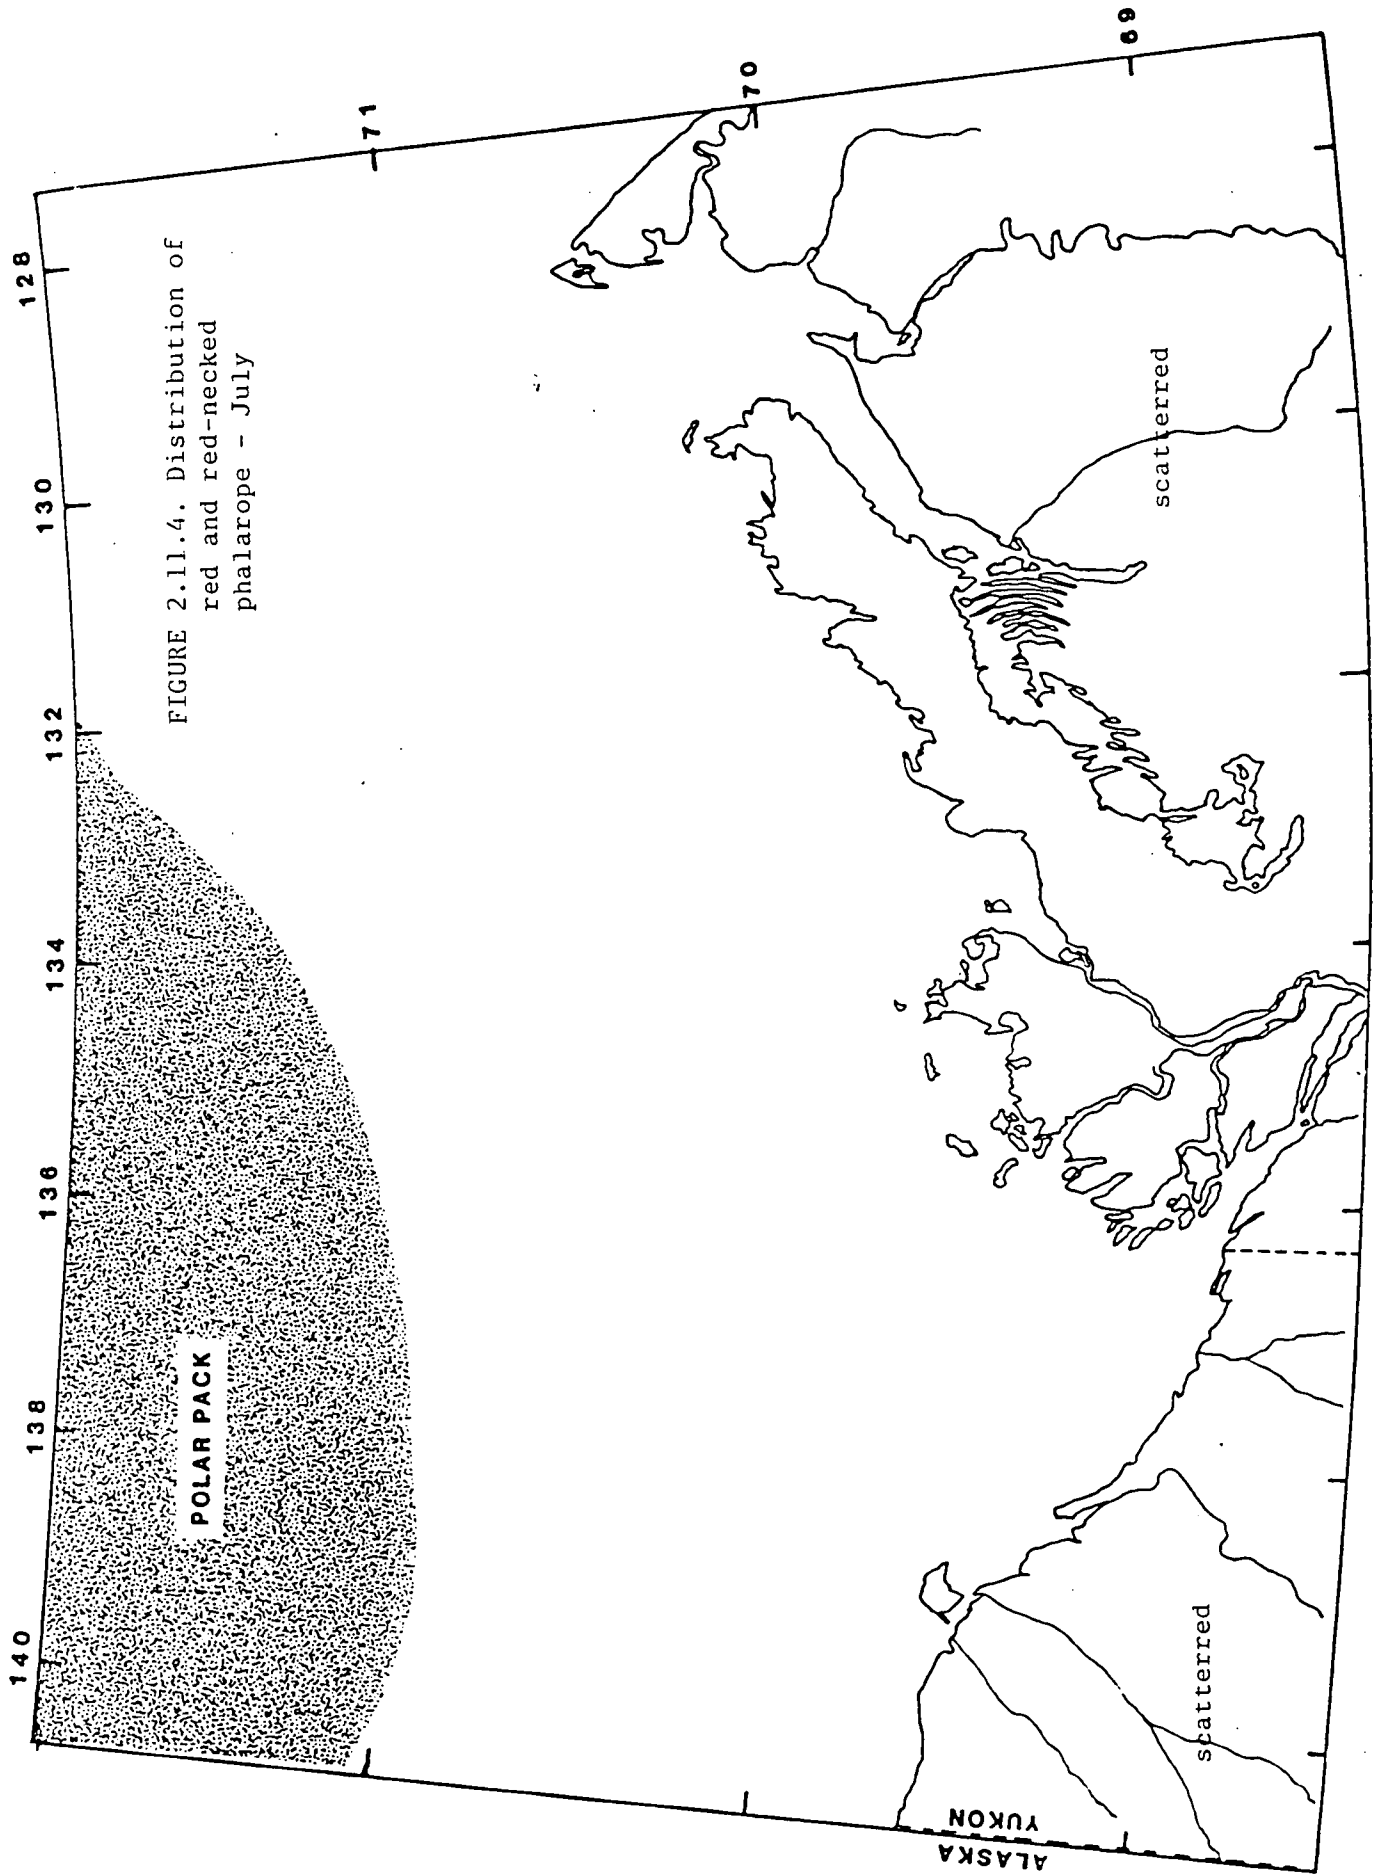 128
130
132
134
136
138
140
71
70
69
FIGURE 2.11.4. Distribution of
red and red-necked
phalarope - July
POLAR PACK
scatterred
scatterred
YUKON
ALASKA